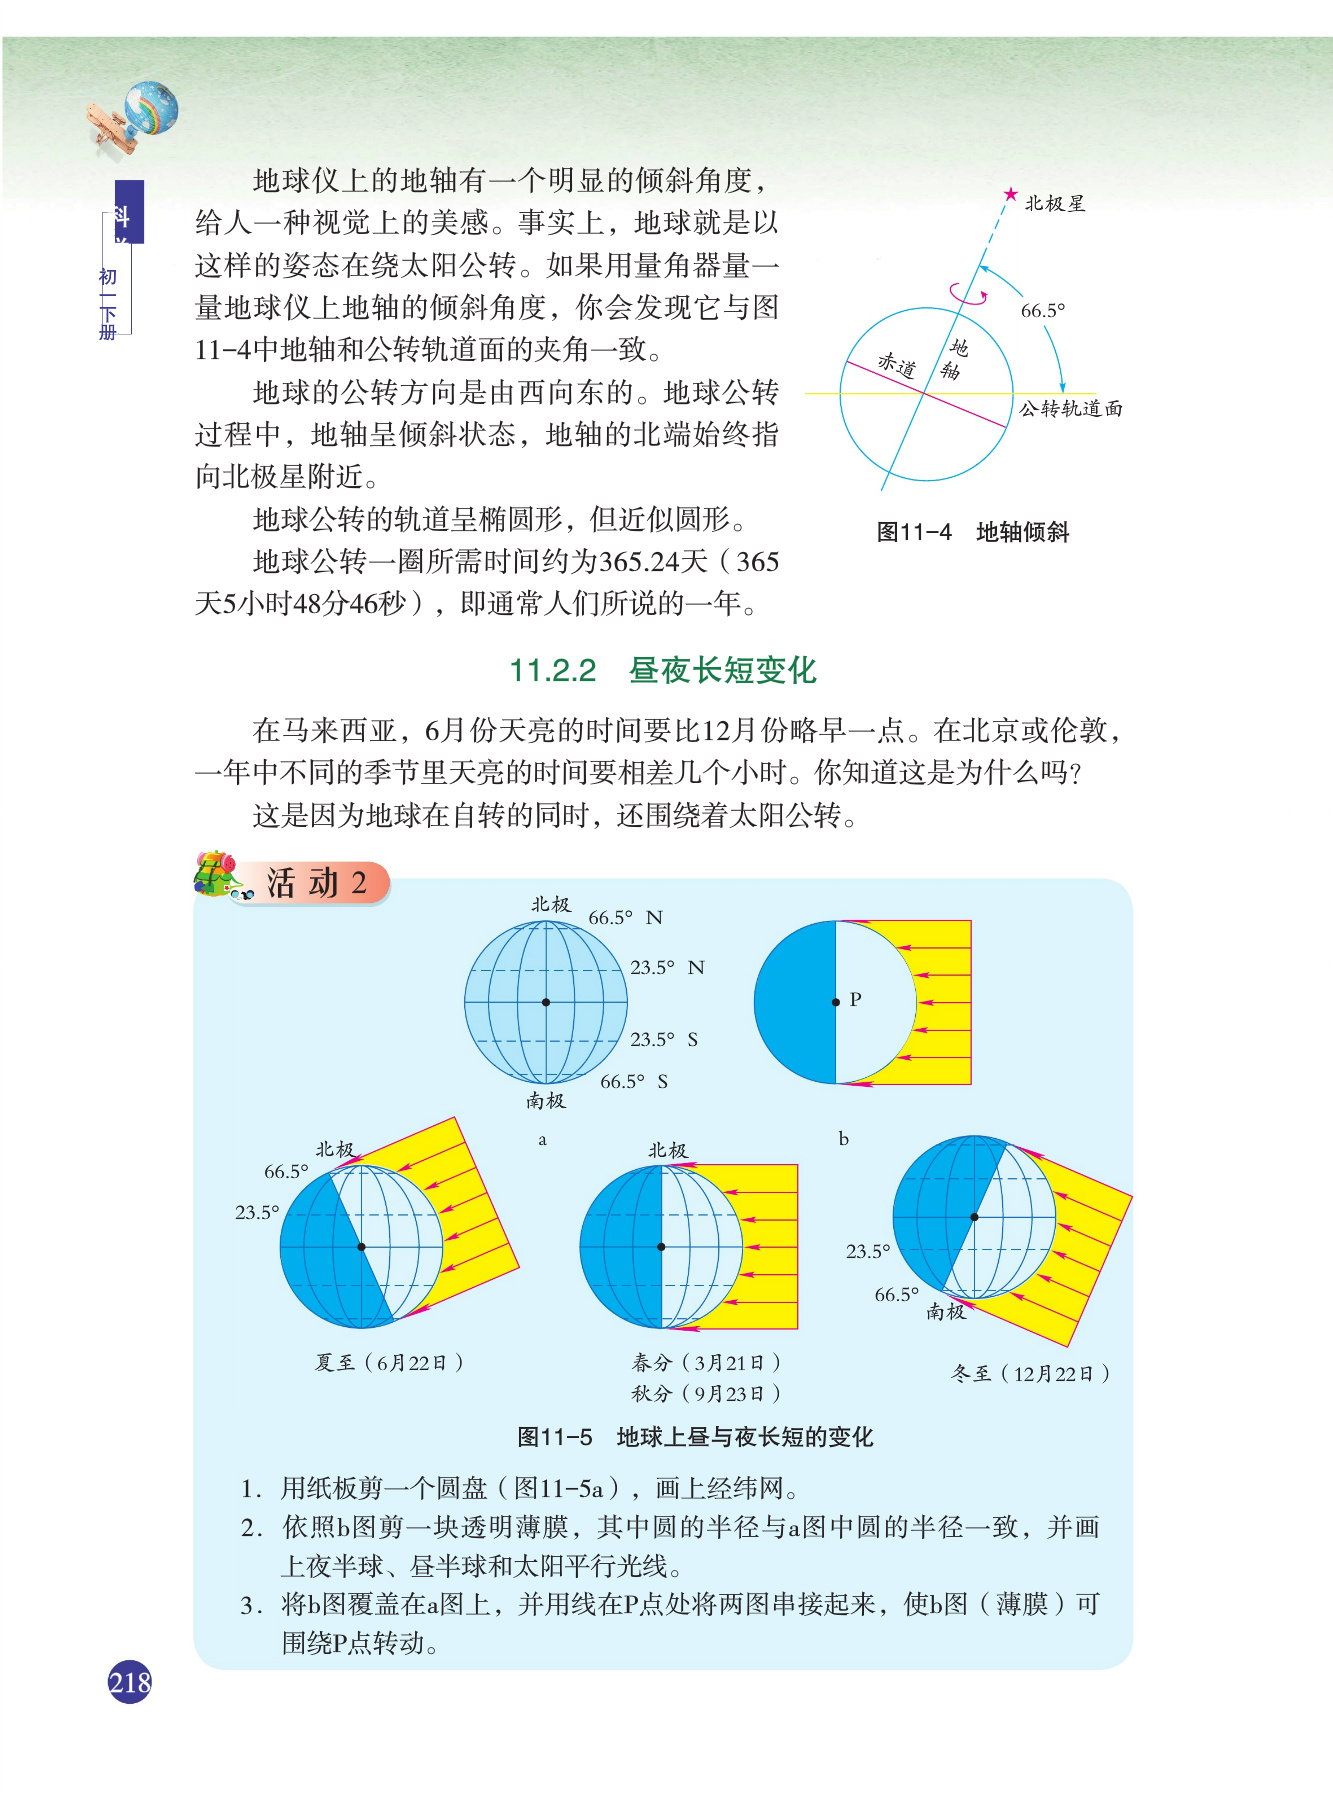 科
初一下册
地球仪上的地轴有一个明显的倾斜角度，
给人一种视觉上的美感。事实上，地球就是以
这样的姿态在绕太阳公转。如果用量角器量一
量地球仪上地轴的倾斜角度，你会发现它与图
11-4中地轴和公转轨道面的夹角一致。
地球的公转方向是由西向东的。地球公转
过程中，地轴呈倾斜状态，地轴的北端始终指
向北极星附近。
地球公转的轨道呈椭圆形，但近似圆形。
地球公转一圈所需时间约为365.24天（365
天5小时48分46秒），即通常人们所说的一年。
北极星
66.5°
地轴
赤道
公转轨道面
图11-4 地轴倾斜
11.2.2 昼夜长短变化
在马来西亚，6月份天亮的时间要比12月份略早一点。在北京或伦敦，
一年中不同的季节里天亮的时间要相差几个小时。你知道这是为什么吗？
这是因为地球在自转的同时，还围绕着太阳公转。
活动2
北极
66.5° N
23.5° N
23.5° S
66.5° S
南极
a
P
b
北极
66.5°
23.5°
夏至（6月22日）
北极
春分（3月21日）
秋分（9月23日）
23.5°
66.5°
南极
冬至（12月22日）
图11-5 地球上昼与夜长短的变化
1. 用纸板剪一个圆盘（图11-5a），画上经纬网。
2. 依照b图剪一块透明薄膜，其中圆的半径与a图中圆的半径一致，并画
上夜半球、昼半球和太阳平行光线。
3. 将b图覆盖在a图上，并用线在P点处将两图串接起来，使b图（薄膜）可
围绕P点转动。
218